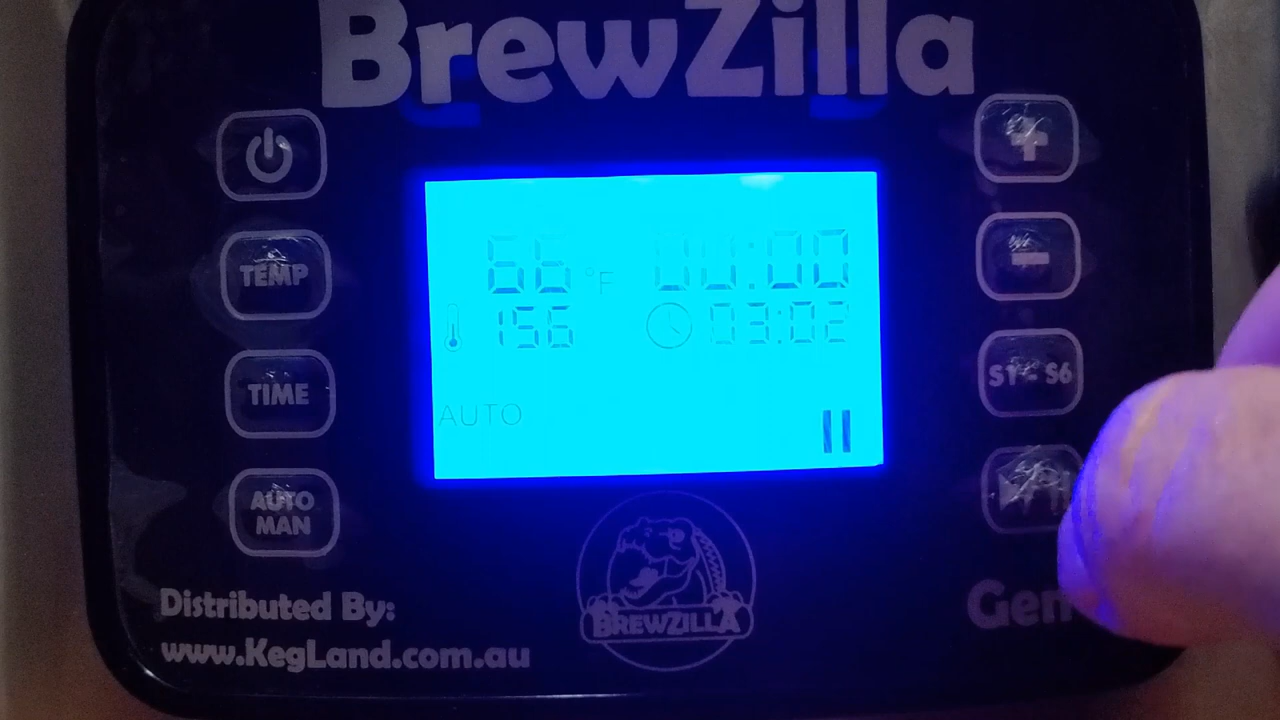 BrewZilla
TEMP
TIME
AUTO
MAN
66 °F 00:00
156 03:02
AUTO
S1 - S6
BREWZILLA
Distributed By:
www.KegLand.com.au
Gen